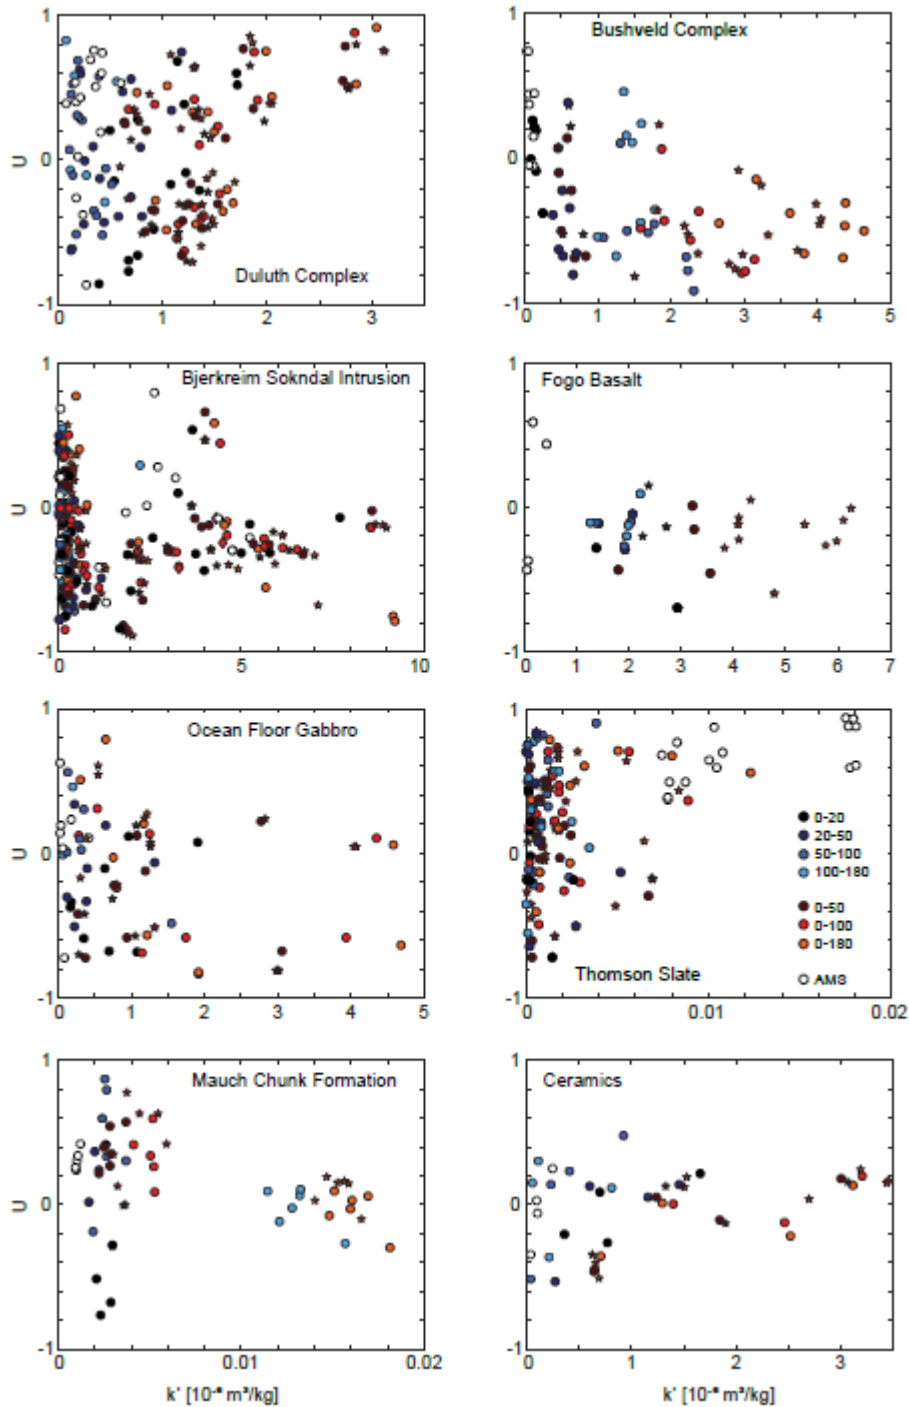 1
U
0
-1
Duluth Complex
0 1 2 3
1
0
-1
Bushveld Complex
0 1 2 3 4 5
1
U
0
-1
Bjerkreim Sokndal Intrusion
0 5 10
1
0
-1
Fogo Basalt
0 1 2 3 4 5 6 7
1
U
0
-1
Ocean Floor Gabbro
0 1 2 3 4 5
1
0
-1
0-20
20-50
50-100
100-180
0-50
0-100
0-180
AMS
Thomson Slate
0 0.01 0.02
1
U
0
-1
Mauch Chunk Formation
0 0.01 0.02
k' [10⁻⁶ m³/kg]
1
0
-1
Ceramics
0 1 2 3
k' [10⁻⁶ m³/kg]